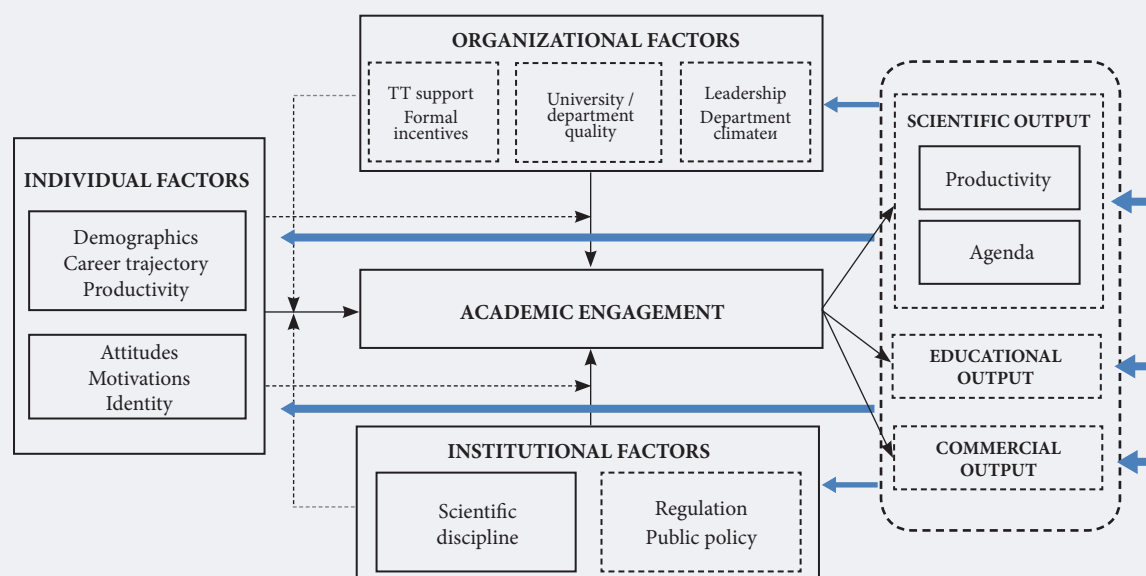 ORGANIZATIONAL FACTORS
TT support
Formal
incentives
University /
department
quality
Leadership
Department
climateи
INDIVIDUAL FACTORS
Demographics
Career trajectory
Productivity
Attitudes
Motivations
Identity
ACADEMIC ENGAGEMENT
INSTITUTIONAL FACTORS
Scientific
discipline
Regulation
Public policy
SCIENTIFIC OUTPUT
Productivity
Agenda
EDUCATIONAL
OUTPUT
COMMERCIAL
OUTPUT